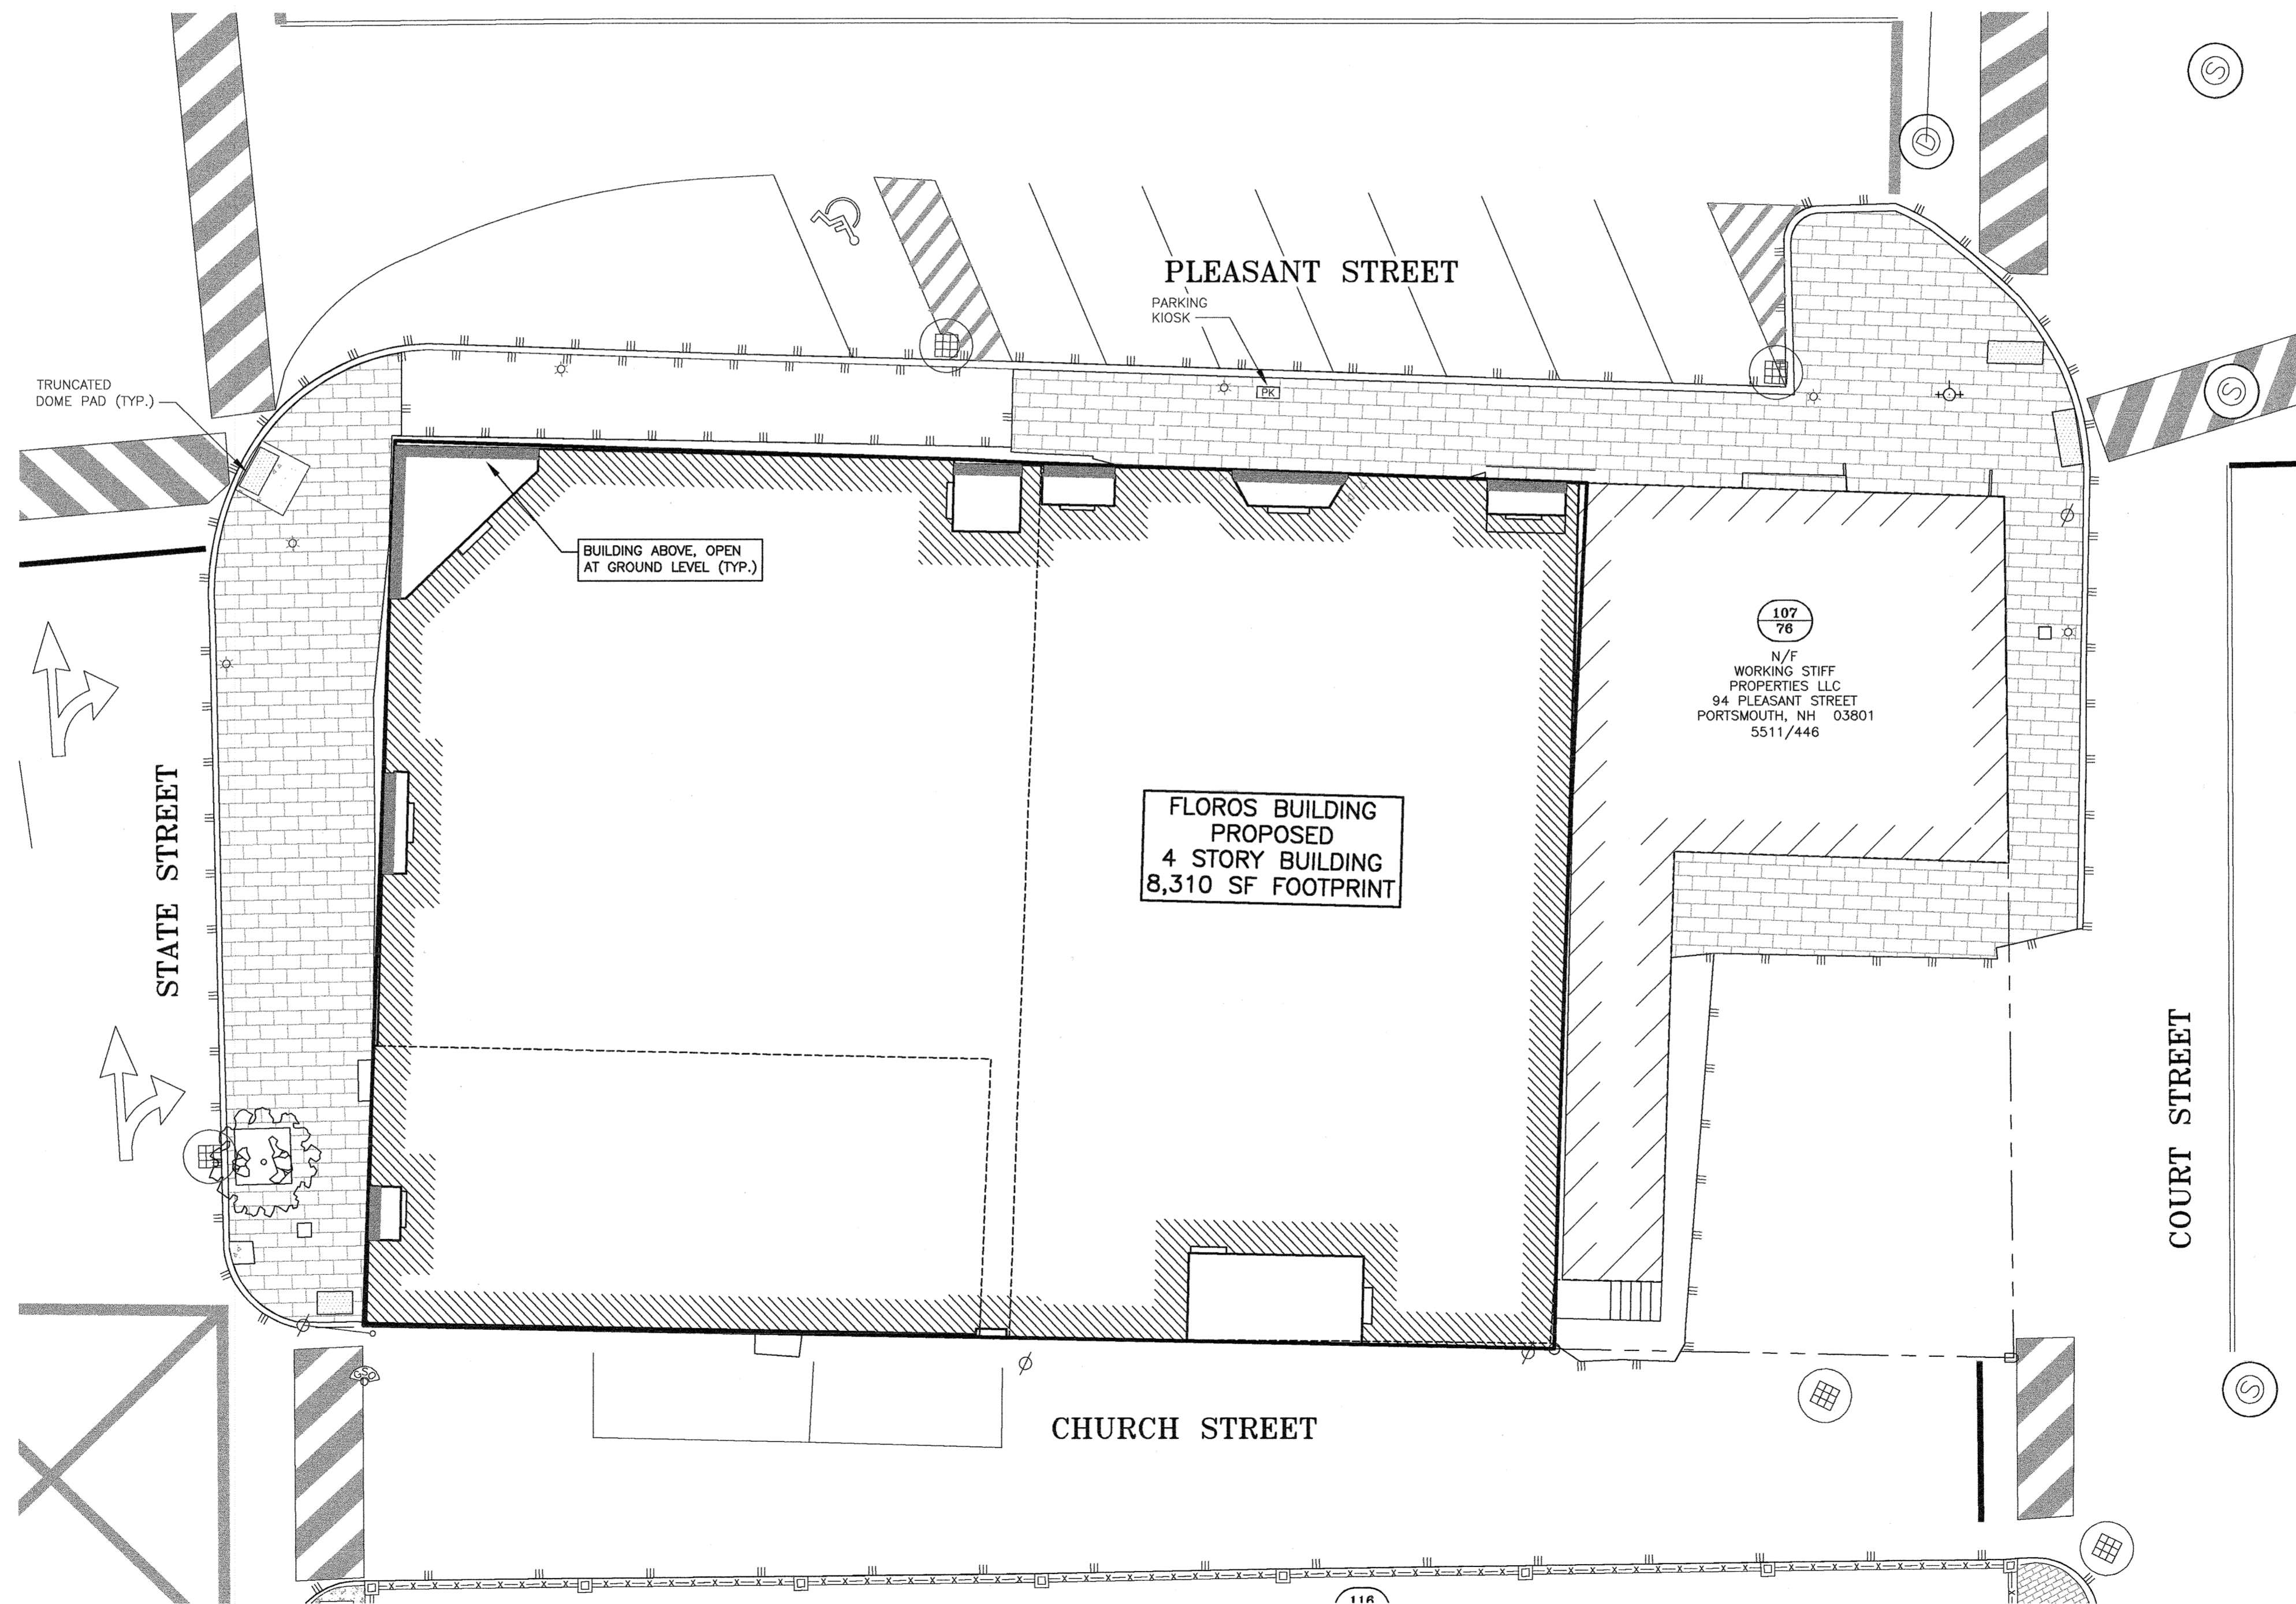 D
S
PLEASANT STREET
PARKING
KIOSK
PK
TRUNCATED
DOME PAD (TYP.)
S
BUILDING ABOVE, OPEN
AT GROUND LEVEL (TYP.)
107
76
N/F
WORKING STIFF
PROPERTIES LLC
94 PLEASANT STREET
PORTSMOUTH, NH 03801
5511/446
STATE STREET
FLOROS BUILDING
PROPOSED
4 STORY BUILDING
8,310 SF FOOTPRINT
COURT STREET
GSO
S
CHURCH STREET
116